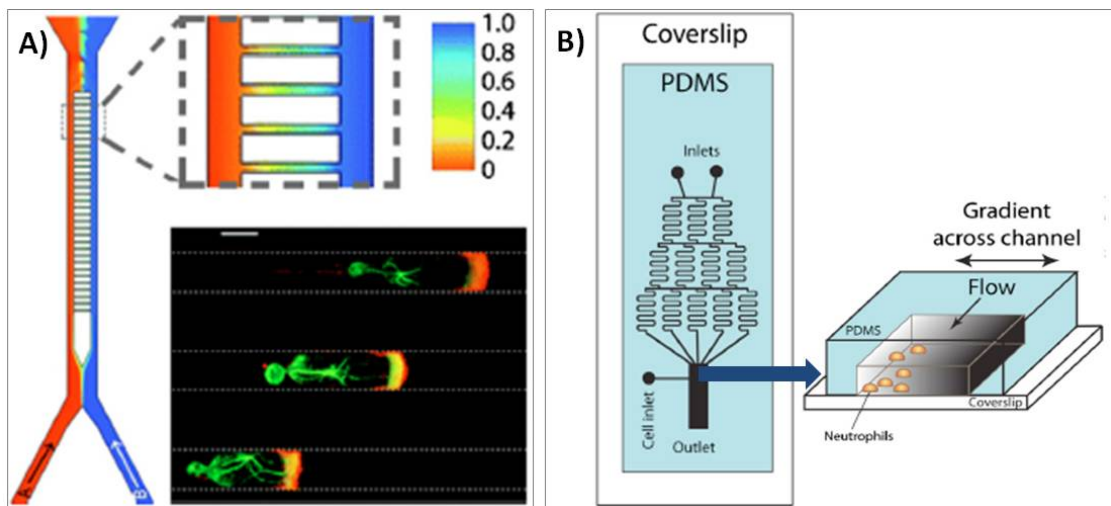 A)
1.0
0.8
0.6
0.4
0.2
0
A
B
B)
Coverslip
PDMS
Inlets
Cell inlet
Outlet
Gradient
across channel
Flow
PDMS
Coverslip
Neutrophils